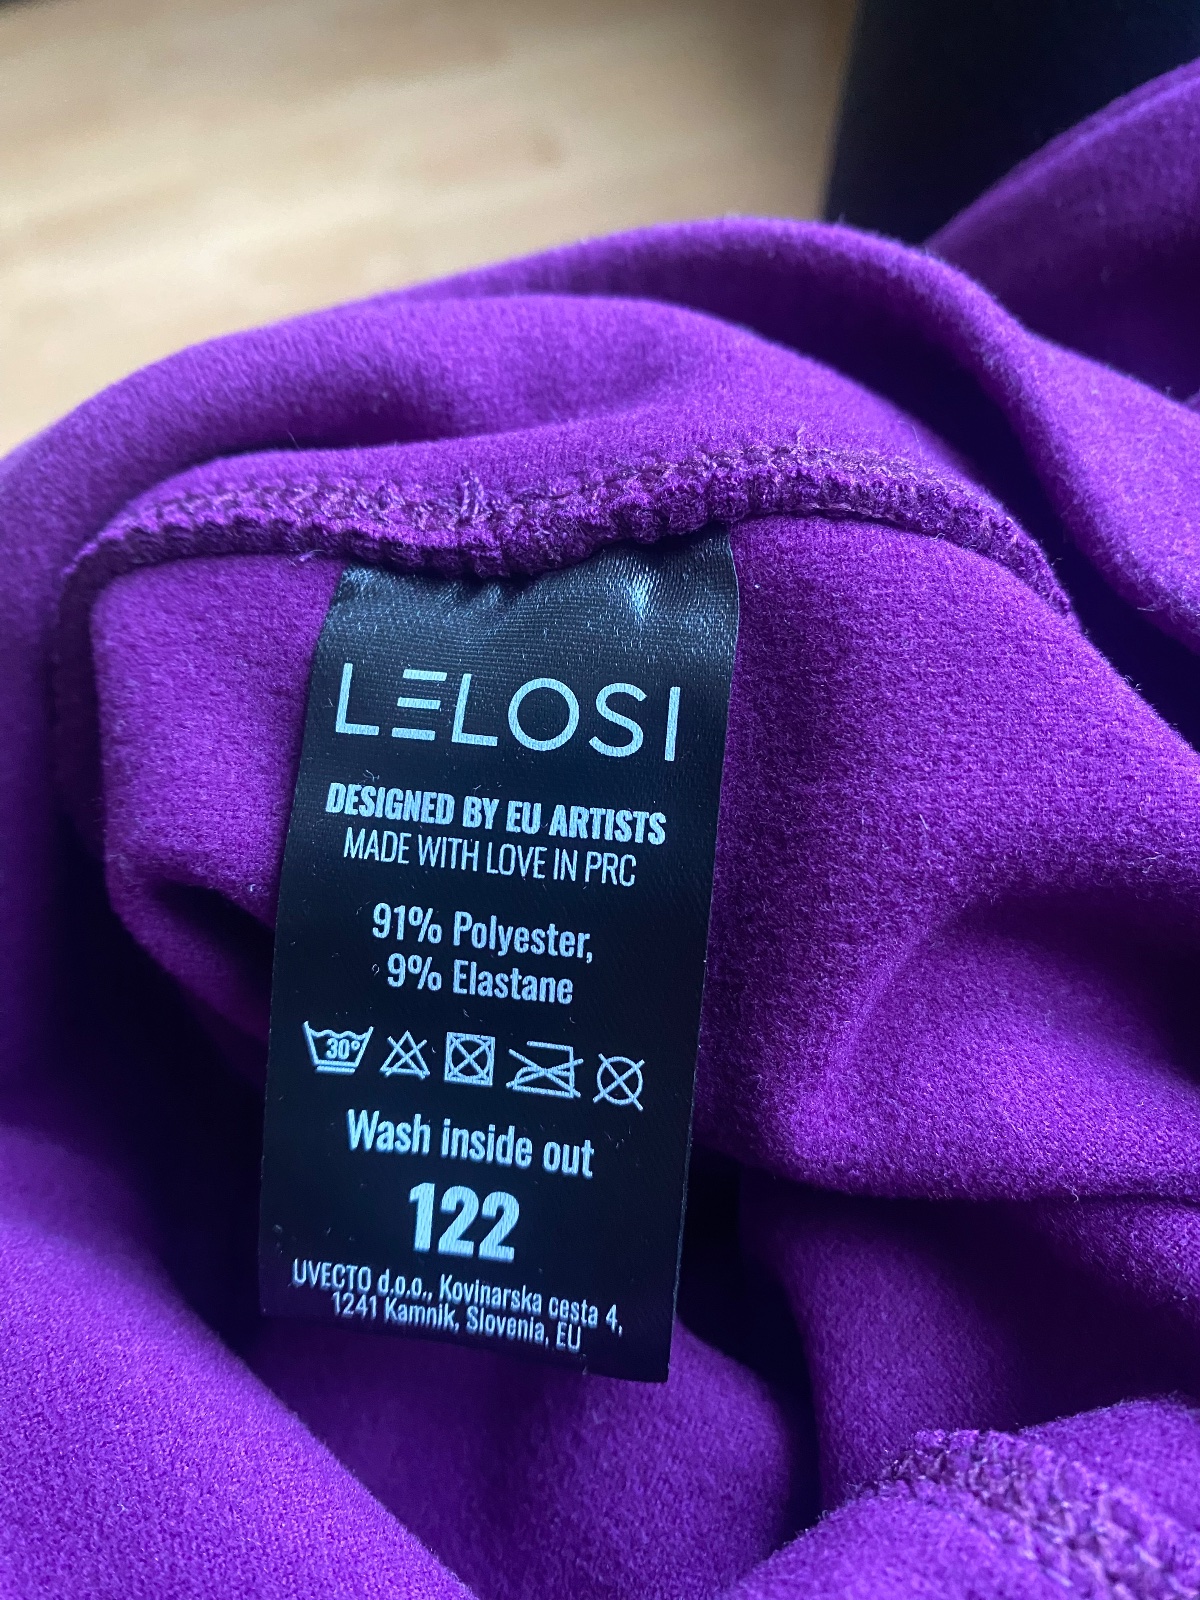 LELOSI
DESIGNED BY EU ARTISTS
MADE WITH LOVE IN PRC
91% Polyester,
9% Elastane
30°
Wash inside out
122
UVECTO d.o.o., Kovinarska cesta 4,
1241 Kamnik, Slovenia, EU